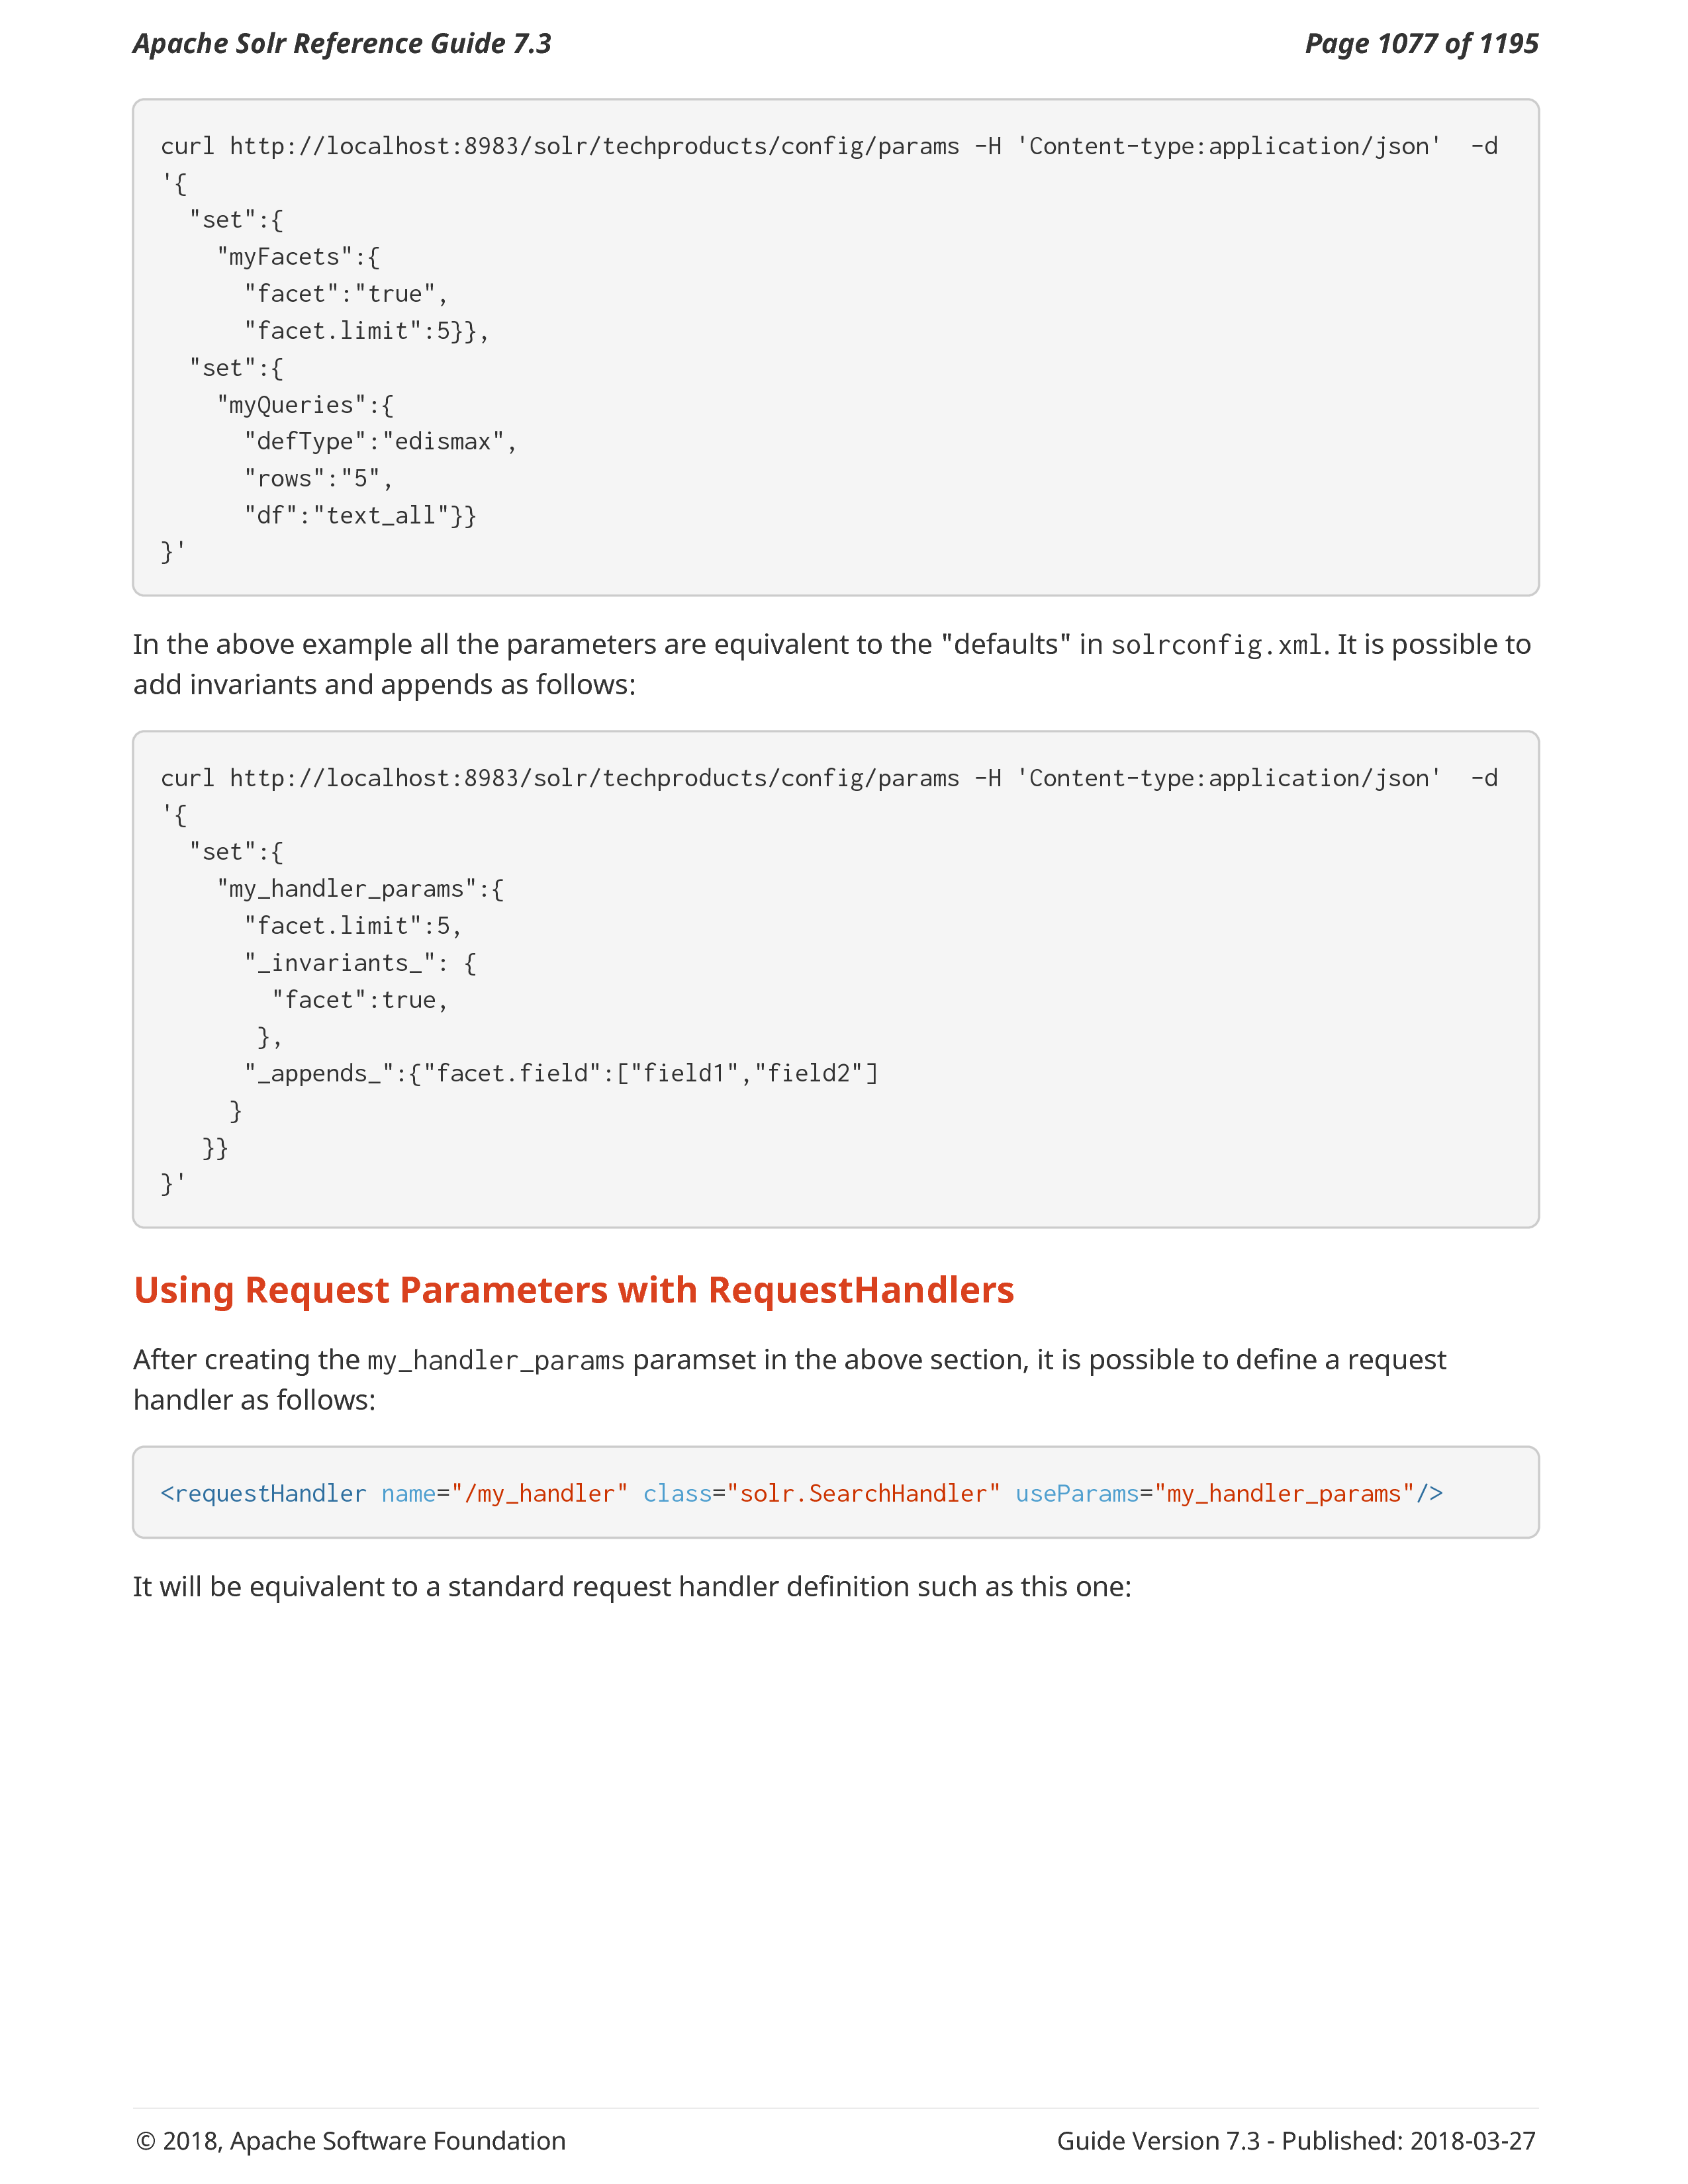 Apache Solr Reference Guide 7.3 Page 1077 of 1195
curl http://localhost:8983/solr/techproducts/config/params -H 'Content-type:application/json'  -d
'{
  "set":{
    "myFacets":{
      "facet":"true",
      "facet.limit":5}},
  "set":{
    "myQueries":{
      "defType":"edismax",
      "rows":"5",
      "df":"text_all"}}
}'
In the above example all the parameters are equivalent to the "defaults" in solrconfig.xml. It is possible to
add invariants and appends as follows:
curl http://localhost:8983/solr/techproducts/config/params -H 'Content-type:application/json'  -d
'{
  "set":{
    "my_handler_params":{
      "facet.limit":5,
      "_invariants_": {
        "facet":true,
       },
      "_appends_":{"facet.field":["field1","field2"]
     }
   }}
}'
Using Request Parameters with RequestHandlers
After creating the my_handler_params paramset in the above section, it is possible to define a request
handler as follows:
<requestHandler name="/my_handler" class="solr.SearchHandler" useParams="my_handler_params"/>
It will be equivalent to a standard request handler definition such as this one:
© 2018, Apache Software Foundation Guide Version 7.3 - Published: 2018-03-27